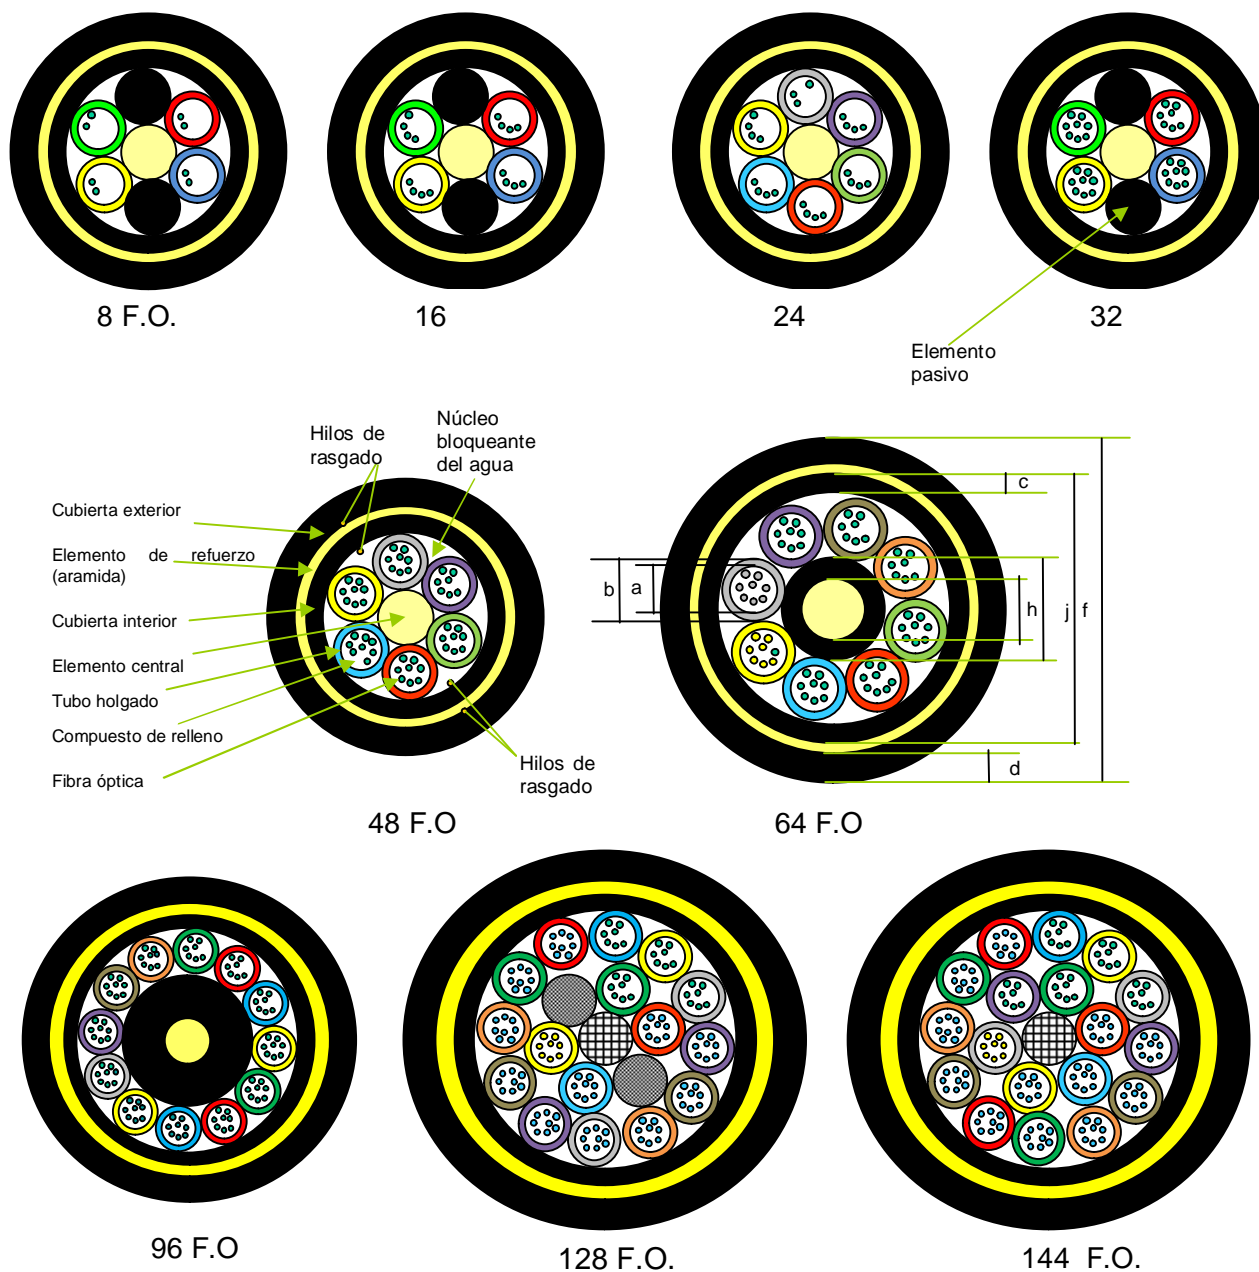 8 F.O.
16
24
32
Elemento
pasivo
Hilos de
rasgado
Núcleo
bloqueante
del agua
Cubierta exterior
Elemento de refuerzo
(aramida)
Cubierta interior
Elemento central
Tubo holgado
Compuesto de relleno
Fibra óptica
Hilos de
rasgado
48 F.O
c
b
a
h
j
f
d
64 F.O
96 F.O
128 F.O.
144 F.O.